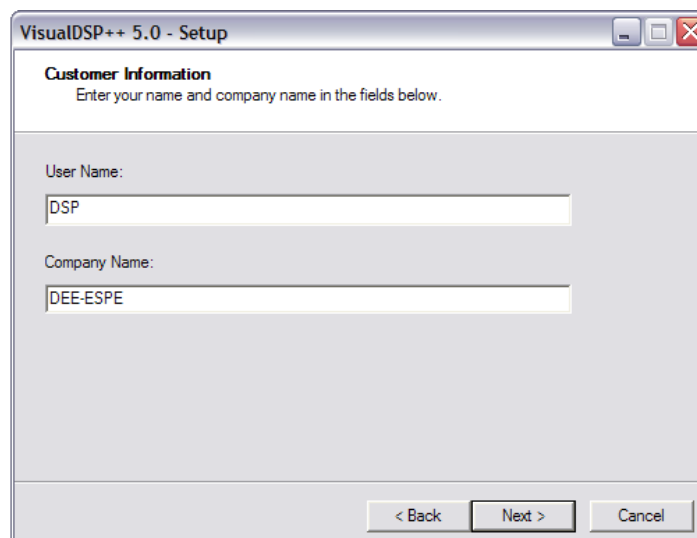 VisualDSP++ 5.0 - Setup
Customer Information
Enter your name and company name in the fields below.
User Name:
DSP
Company Name:
DEE-ESPE
< Back Next > Cancel